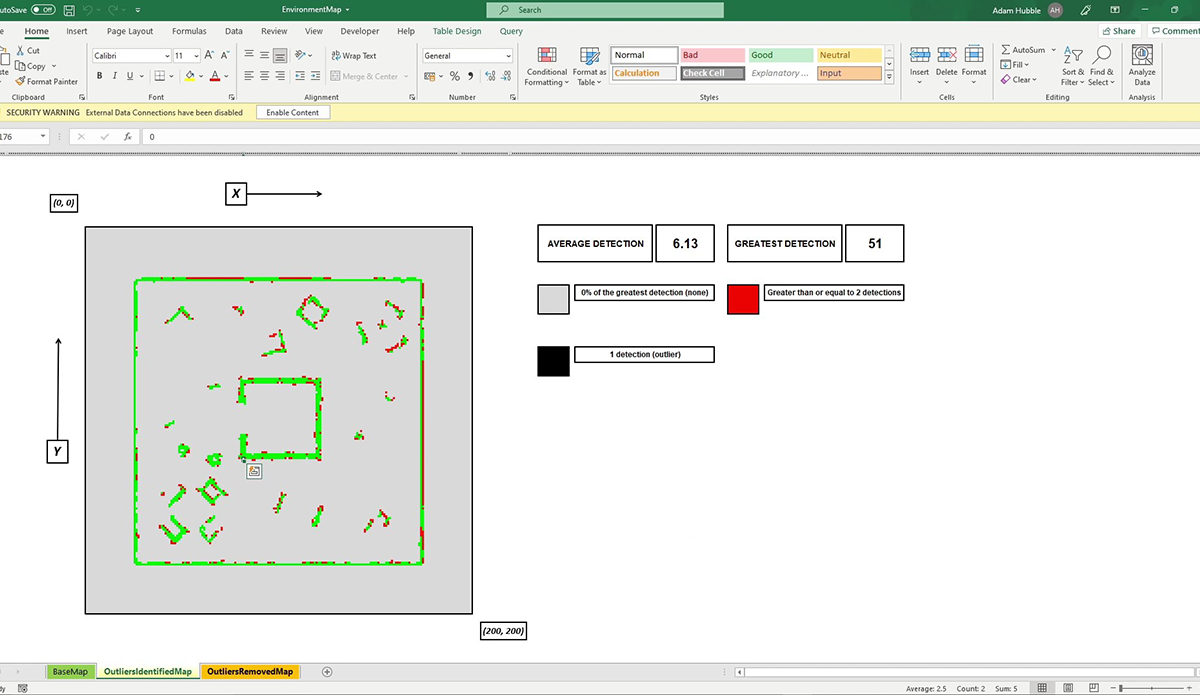 utoSave Off EnvironmentMap Search Adam Hubble AH
e Home Insert Page Layout Formulas Data Review View Developer Help Table Design Query Share Comment
ste Cut Copy Format Painter Clipboard
Calibri 11 A A B I U A Font
Wrap Text Merge & Center Alignment
General % Number
Conditional Formatting Format as Table
Normal Bad Good Neutral
Calculation Check Cell Explanatory ... Input
Styles
Insert Delete Format Cells
AutoSum Fill Clear Sort & Filter Find & Select Editing
Analyze Data Analysis
SECURITY WARNING External Data Connections have been disabled Enable Content
176 fx 0
(0, 0) X
AVERAGE DETECTION 6.13 GREATEST DETECTION 51
0% of the greatest detection (none) Greater than or equal to 2 detections
1 detection (outlier)
Y
(200, 200)
BaseMap OutliersIdentifiedMap OutliersRemovedMap
dy Average: 2.5 Count: 2 Sum: 5